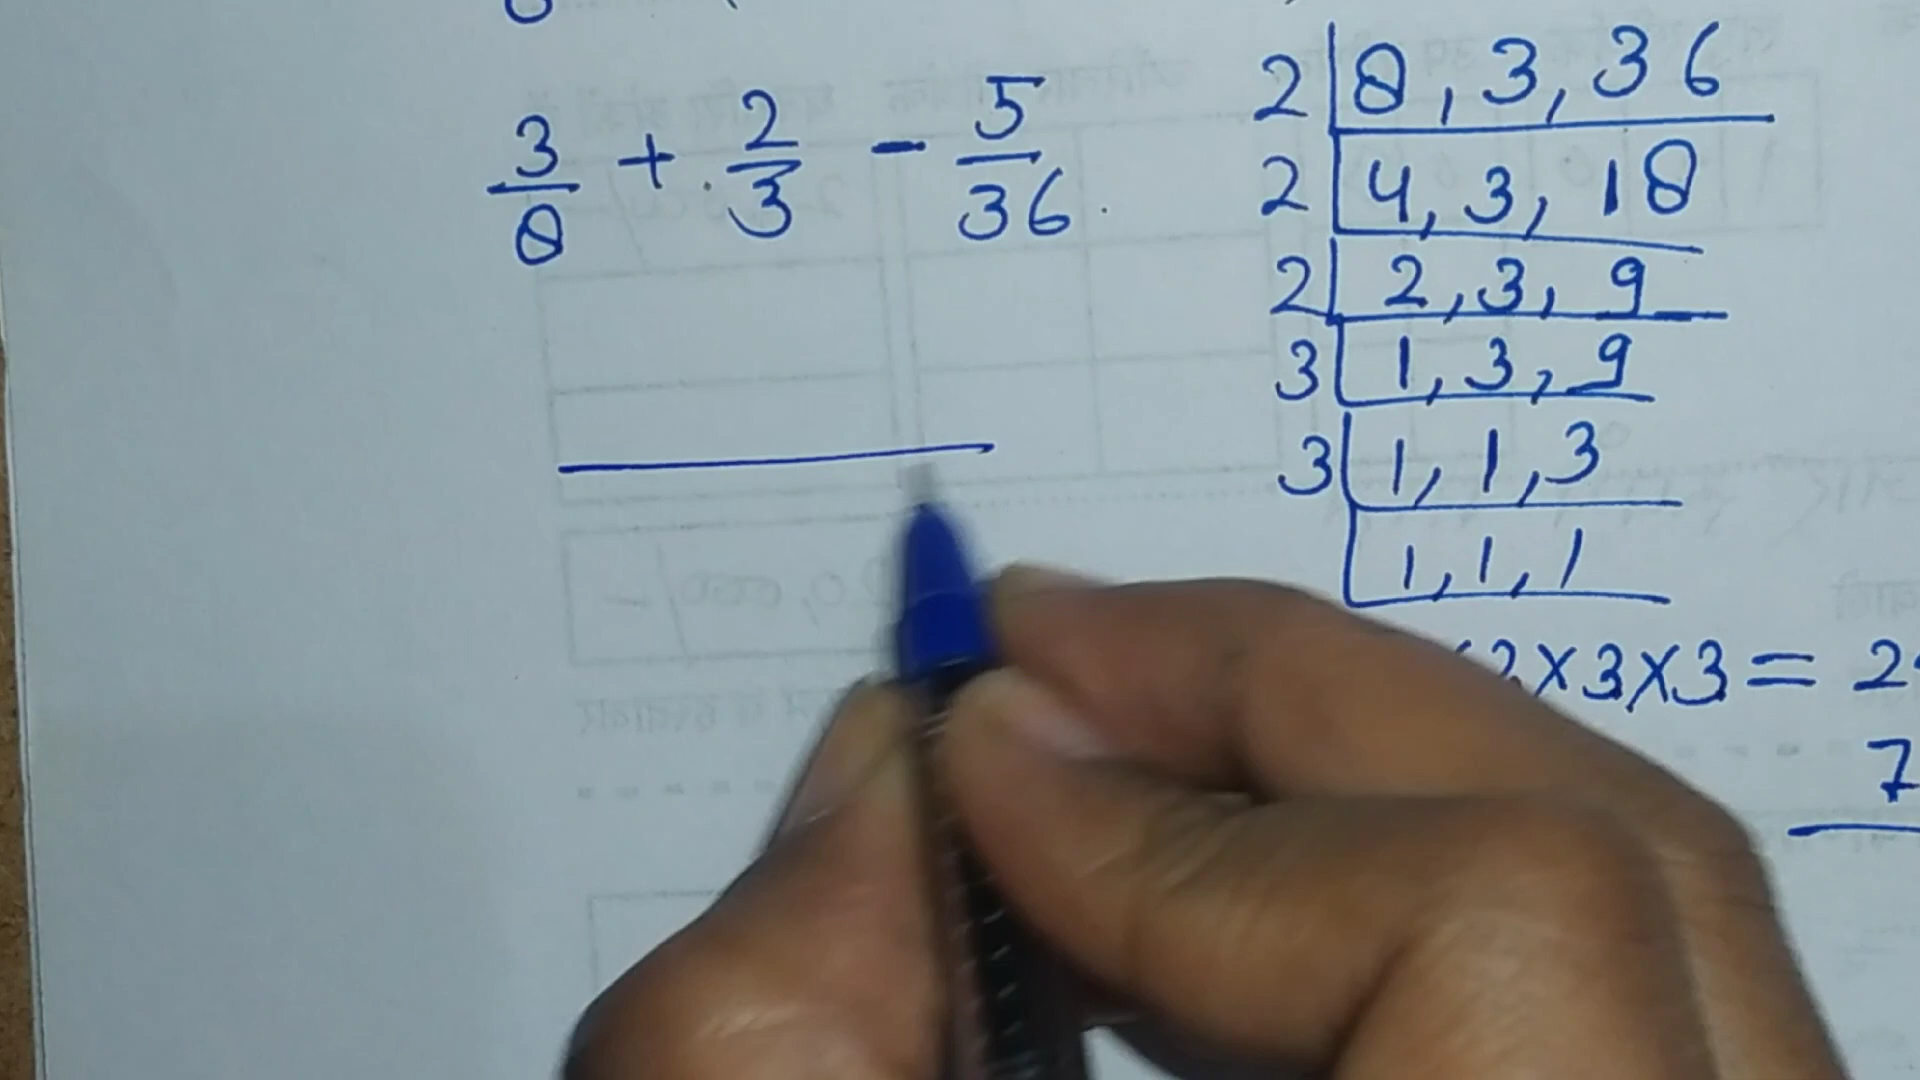 3/8 + 2/3 - 5/36
2 | 8, 3, 36
2 | 4, 3, 18
2 | 2, 3, 9
3 | 1, 3, 9
3 | 1, 1, 3
1, 1, 1
2×3×3 = 2
7